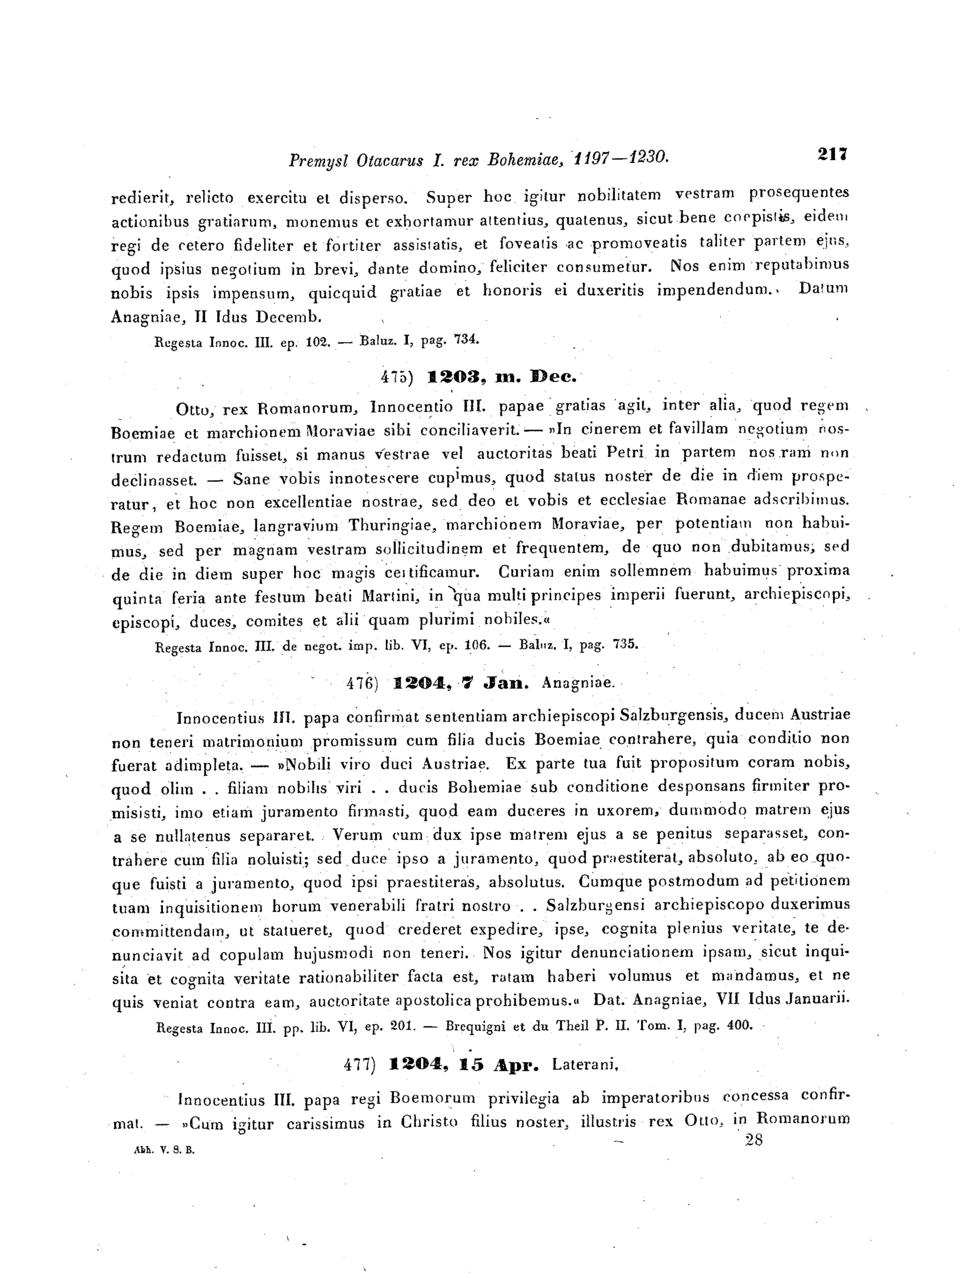 Premysl Otacarus I. rex Bohemiae, 1197—1230. 217
redierit, relicto exercitu et disperso. Super hoc igitur nobilitatem vestram prosequentes
actionibus gratiarum, monemus et exhortamur attentius, quatenus, sicut bene coepistis, eidem
regi de cetero fideliter et fortiter assistatis, et foveatis ac promoveatis taliter partem ejus,
quod ipsius negotium in brevi, dante domino, feliciter consumetur. Nos enim reputabimus
nobis ipsis impensum, quicquid gratiae et honoris ei duxeritis impendendum. Datum
Anagniae, II Idus Decemb.
Regesta Innoc. III. ep. 102. — Baluz. I, pag. 734.
475) 1203, m. Dec.
Otto, rex Romanorum, Innocentio III. papae gratias agit, inter alia, quod regem
Boemiae et marchionem Moraviae sibi conciliaverit. — »In cinerem et favillam negotium nos-
trum redactum fuisset, si manus vestrae vel auctoritas beati Petri in partem nostram non
declinasset. — Sane vobis innotescere cupimus, quod status noster de die in diem prospe-
ratur, et hoc non excellentiae nostrae, sed deo et vobis et ecclesiae Romanae adscribimus.
Regem Boemiae, langravium Thuringiae, marchionem Moraviae, per potentiam non habui-
mus, sed per magnam vestram sollicitudinem et frequentem, de quo non dubitamus, sed
de die in diem super hoc magis certificamur. Curiam enim sollemnem habuimus proxima
quinta feria ante festum beati Martini, in qua multi principes imperii fuerunt, archiepiscopi,
episcopi, duces, comites et alii quam plurimi nobiles.«
Regesta Innoc. III. de negot. imp. lib. VI, ep. 106. — Baluz. I, pag. 735.
476) 1204, 7 Jan. Anagniae.
Innocentius III. papa confirmat sententiam archiepiscopi Salzburgensis, ducem Austriae
non teneri matrimonium promissum cum filia ducis Boemiae contrahere, quia conditio non
fuerat adimpleta. — »Nobili viro duci Austriae. Ex parte tua fuit propositum coram nobis,
quod olim . . filiam nobilis viri . . ducis Bohemiae sub conditione desponsans firmiter pro-
misisti, imo etiam juramento firmasti, quod eam duceres in uxorem, dummodo matrem ejus
a se nullatenus separaret. Verum cum dux ipse matrem ejus a se penitus separasset, con-
trahere cum filia noluisti; sed duce ipso a juramento, quod praestiterat, absoluto, ab eo quo-
que fuisti a juramento, quod ipsi praestiteras, absolutus. Cumque postmodum ad petitionem
tuam inquisitionem horum venerabili fratri nostro . . Salzburgensi archiepiscopo duxerimus
committendam, ut statueret, quod crederet expedire, ipse, cognita plenius veritate, te de-
nunciavit ad copulam hujusmodi non teneri. Nos igitur denunciationem ipsam, sicut inqui-
sita et cognita veritate rationabiliter facta est, ratam haberi volumus et mandamus, et ne
quis veniat contra eam, auctoritate apostolica prohibemus.« Dat. Anagniae, VII Idus Januarii.
Regesta Innoc. III. pp. lib. VI, ep. 201. — Brequigni et du Theil P. II. Tom. I, pag. 400.
477) 1204, 15 Apr. Laterani.
Innocentius III. papa regi Boemorum privilegia ab imperatoribus concessa confir-
mat. — »Cum igitur carissimus in Christo filius noster, illustris rex Otto, in Romanorum
Abh. V. 8. B. 28